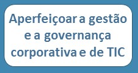 Aperfeiçoar a gestão
e a governança
corporativa e de TIC